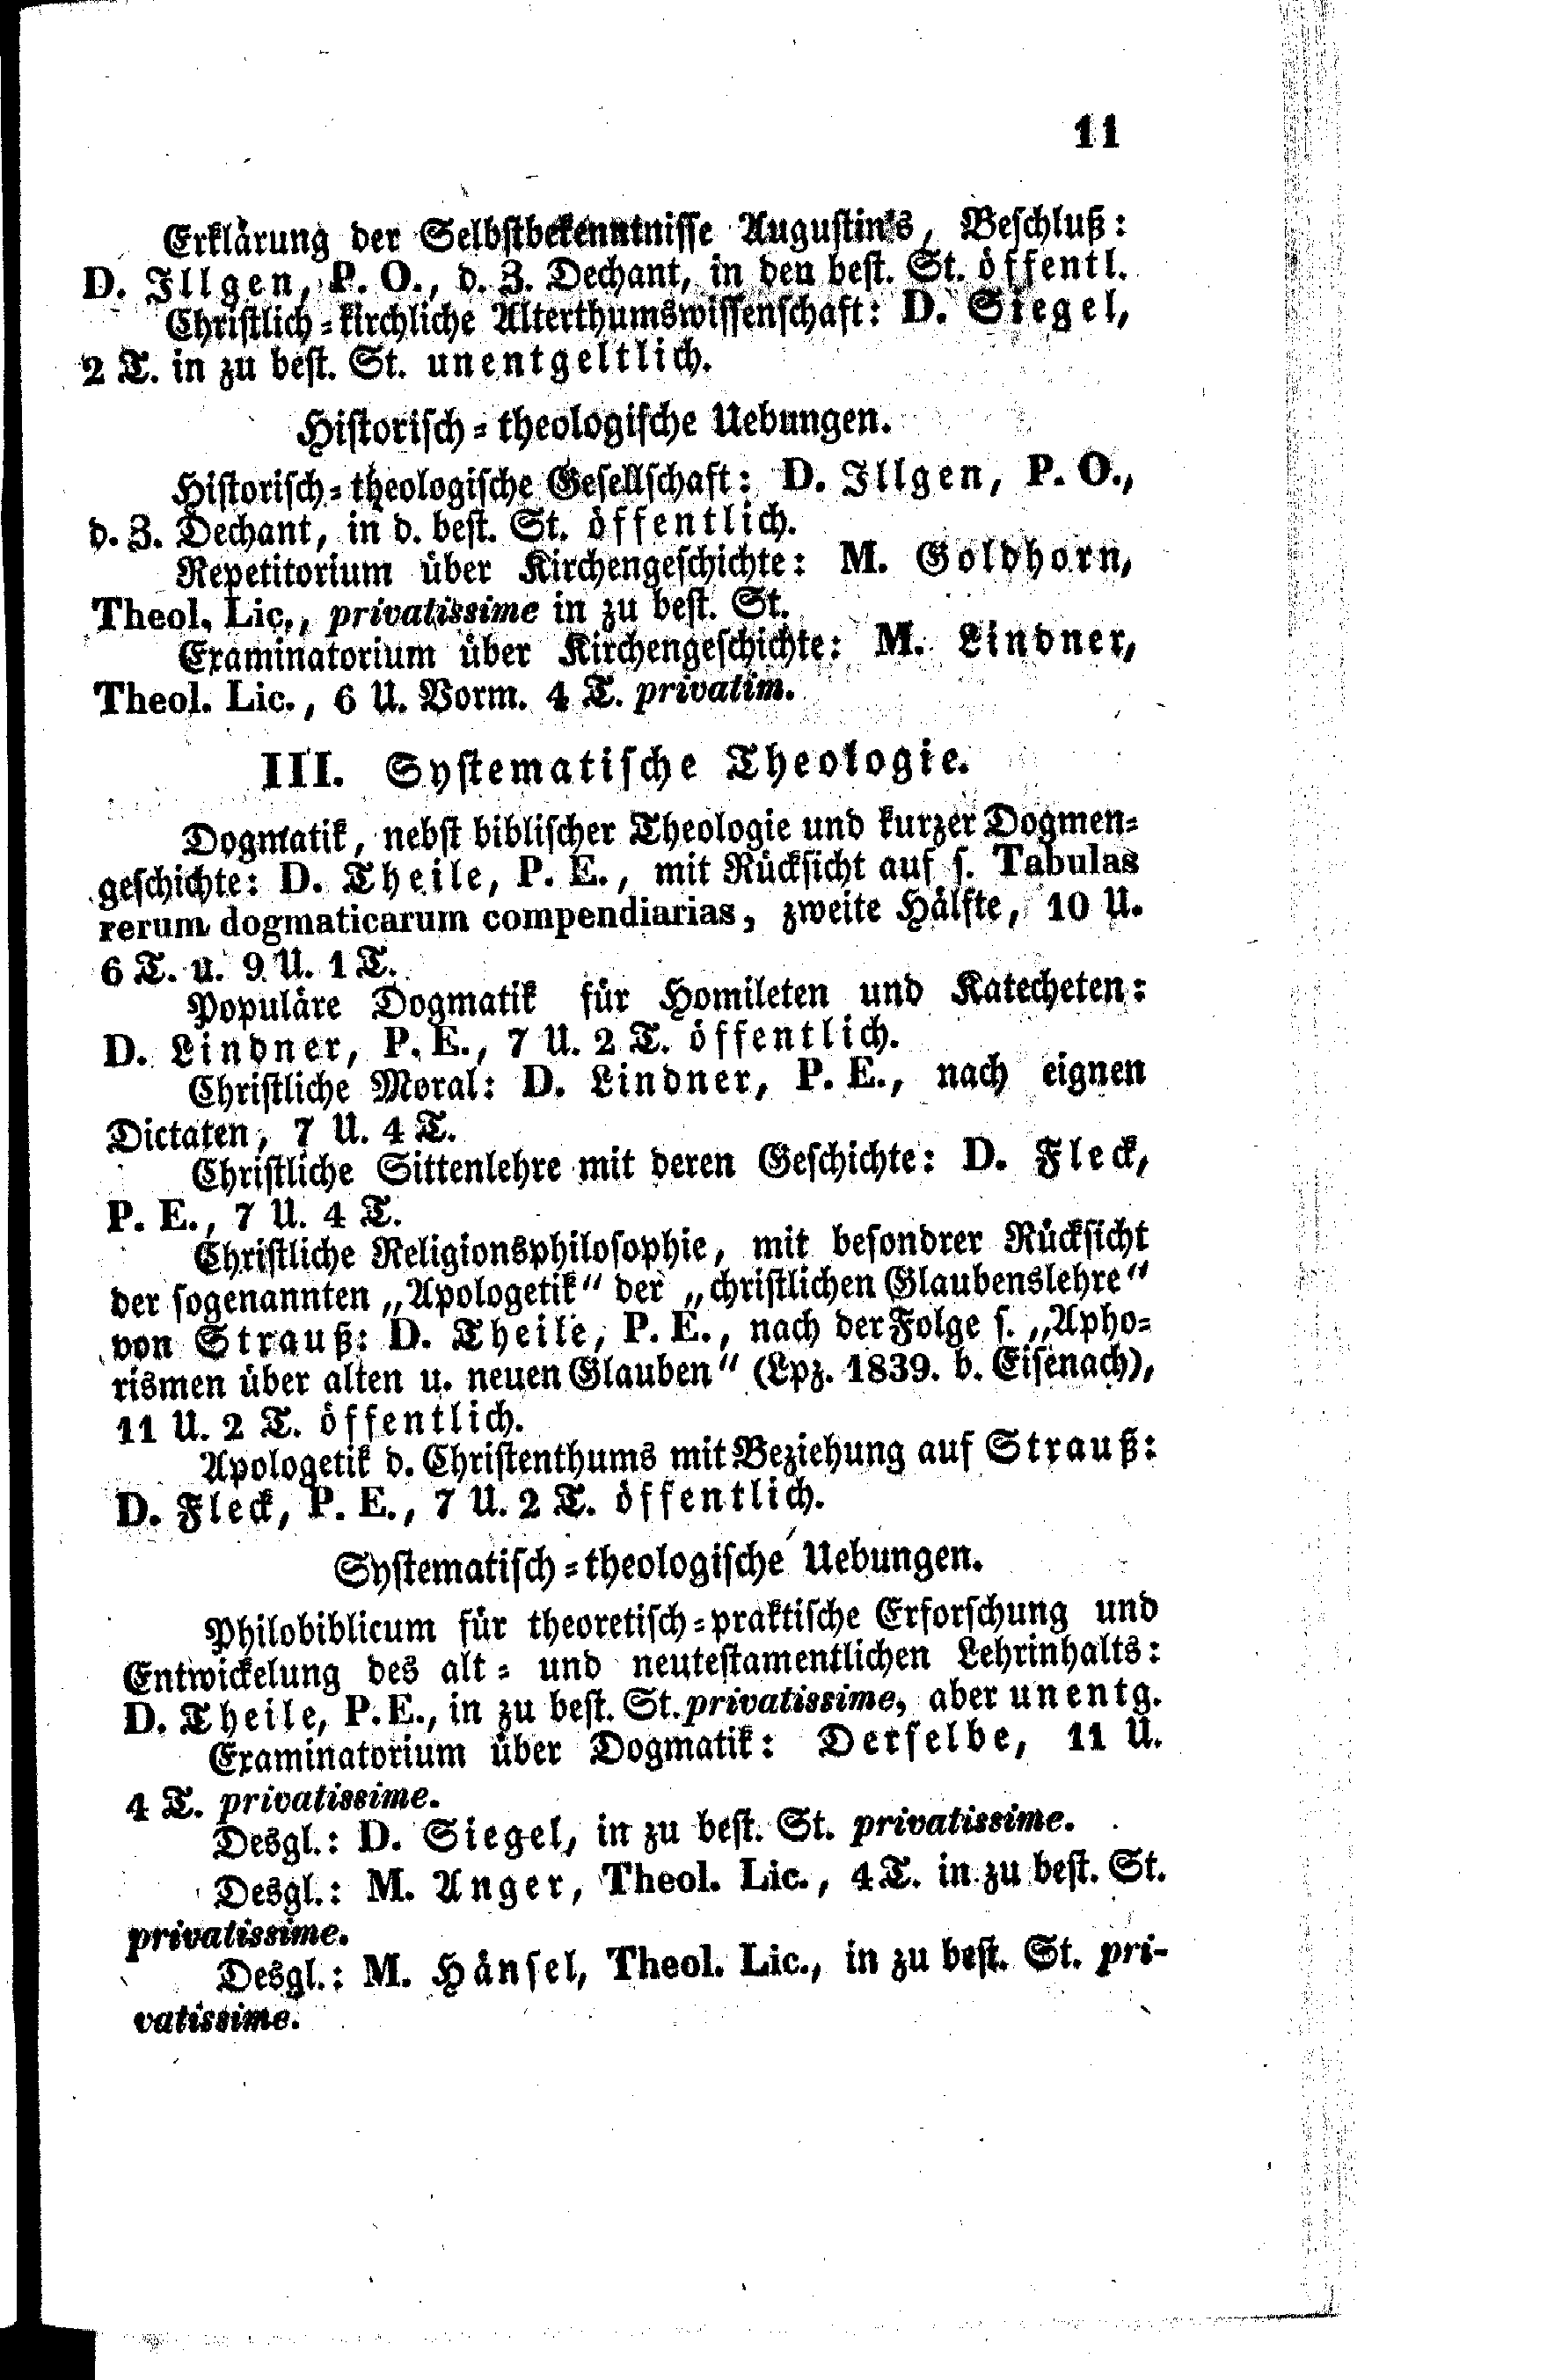 11
Erklärung der Selbstbekenntnisse Augustin's, Beschluß:
D. Illgen, P. O., d. Z. Dechant, in den best. St. öffentl.
Christlich-kirchliche Alterthumswissenschaft: D. Siegel,
2 T. in zu best. St. unentgeltlich.
Historisch-theologische Uebungen.
Historisch-theologische Gesellschaft: D. Illgen, P. O.,
d. Z. Dechant, in d. best. St. öffentlich.
Repetitorium über Kirchengeschichte: M. Goldhorn,
Theol. Lic., privatissime in zu best. St.
Examinatorium über Kirchengeschichte: M. Lindner,
Theol. Lic., 6 U. Vorm. 4 T. privatim.
III. Systematische Theologie.
Dogmatik, nebst biblischer Theologie und kurzer Dogmen-
geschichte: D. Theile, P. E., mit Rücksicht auf s. Tabulas
rerum dogmaticarum compendiarias, zweite Hälfte, 10 U.
6 T. u. 9 U. 1 T.
Populäre Dogmatik für Homileten und Katecheten:
D. Lindner, P. E., 7 U. 2 T. öffentlich.
Christliche Moral: D. Lindner, P. E., nach eignen
Dictaten, 7 U. 4 T.
Christliche Sittenlehre mit deren Geschichte: D. Fleck,
P. E., 7 U. 4 T.
Christliche Religionsphilosophie, mit besondrer Rücksicht
der sogenannten „Apologetik“ der „christlichen Glaubenslehre“
von Strauß: D. Theile, P. E., nach der Folge s. „Apho-
rismen über alten u. neuen Glauben“ (Lpz. 1839. b. Eisenach),
11 U. 2 T. öffentlich.
Apologetik d. Christenthums mit Beziehung auf Strauß:
D. Fleck, P. E., 7 U. 2 T. öffentlich.
Systematisch-theologische Uebungen.
Philobiblicum für theoretisch-praktische Erforschung und
Entwickelung des alt- und neutestamentlichen Lehrinhalts:
D. Theile, P. E., in zu best. St. privatissime, aber unentg.
Examinatorium über Dogmatik: Derselbe, 11 U.
4 T. privatissime.
Desgl.: D. Siegel, in zu best. St. privatissime.
Desgl.: M. Anger, Theol. Lic., 4 T. in zu best. St.
privatissime.
Desgl.: M. Hänsel, Theol. Lic., in zu best. St. pri-
vatissime.